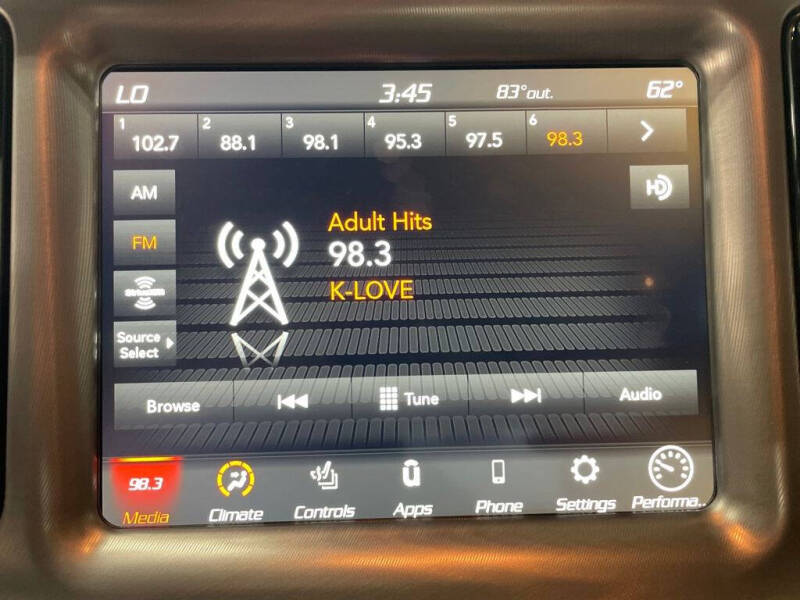 LO 3:45 83°out. 62°
1 102.7 2 88.1 3 98.1 4 95.3 5 97.5 6 98.3
AM
HD
FM
Adult Hits
98.3
K-LOVE
SiriusXM
Source
Select
Browse Tune Audio
98.3
Media Climate Controls Apps Phone Settings Performa..